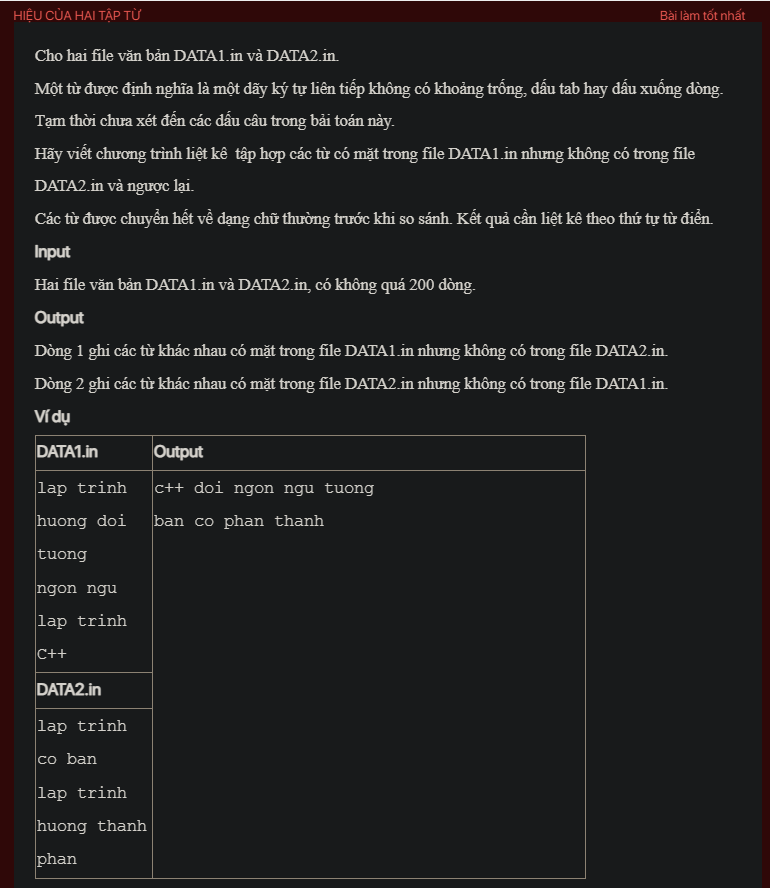 HIỆU CỦA HAI TẬP TỪ
Bài làm tốt nhất
Cho hai file văn bản DATA1.in và DATA2.in.
Một từ được định nghĩa là một dãy ký tự liên tiếp không có khoảng trống, dấu tab hay dấu xuống dòng.
Tạm thời chưa xét đến các dấu câu trong bài toán này.
Hãy viết chương trình liệt kê tập hợp các từ có mặt trong file DATA1.in nhưng không có trong file
DATA2.in và ngược lại.
Các từ được chuyển hết về dạng chữ thường trước khi so sánh. Kết quả cần liệt kê theo thứ tự từ điển.
Input
Hai file văn bản DATA1.in và DATA2.in, có không quá 200 dòng.
Output
Dòng 1 ghi các từ khác nhau có mặt trong file DATA1.in nhưng không có trong file DATA2.in.
Dòng 2 ghi các từ khác nhau có mặt trong file DATA2.in nhưng không có trong file DATA1.in.
Ví dụ
DATA1.in
Output
lap trinh
huong doi
tuong
ngon ngu
lap trinh
C++
c++ doi ngon ngu tuong
ban co phan thanh
DATA2.in
lap trinh
co ban
lap trinh
huong thanh
phan